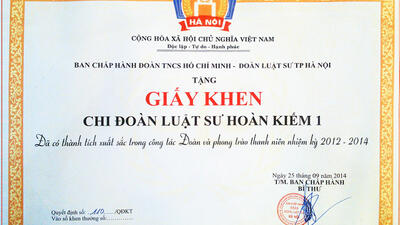 HÀ NỘI
CỘNG HÒA XÃ HỘI CHỦ NGHĨA VIỆT NAM
Độc lập - Tự do - Hạnh phúc
BAN CHẤP HÀNH ĐOÀN TNCS HỒ CHÍ MINH - ĐOÀN LUẬT SƯ TP HÀ NỘI
TẶNG
GIẤY KHEN
CHI ĐOÀN LUẬT SƯ HOÀN KIẾM 1
Đã có thành tích xuất sắc trong công tác Đoàn và phong trào thanh niên nhiệm kỳ 2012 - 2014
Ngày 25 tháng 09 năm 2014
T/M. BAN CHẤP HÀNH
BÍ THƯ
Quyết định số: 110 /QĐKT
Vào sổ khen thưởng số: